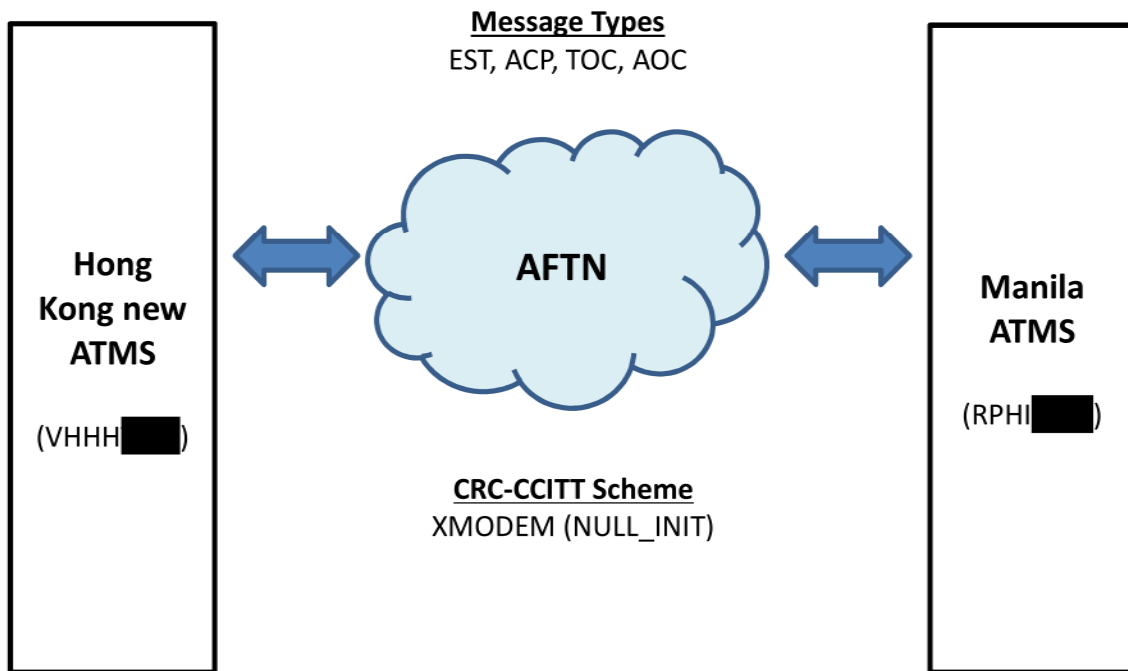 Message Types
EST, ACP, TOC, AOC
Hong
Kong new
ATMS
(VHHH)
AFTN
Manila
ATMS
(RPHI)
CRC-CCITT Scheme
XMODEM (NULL_INIT)